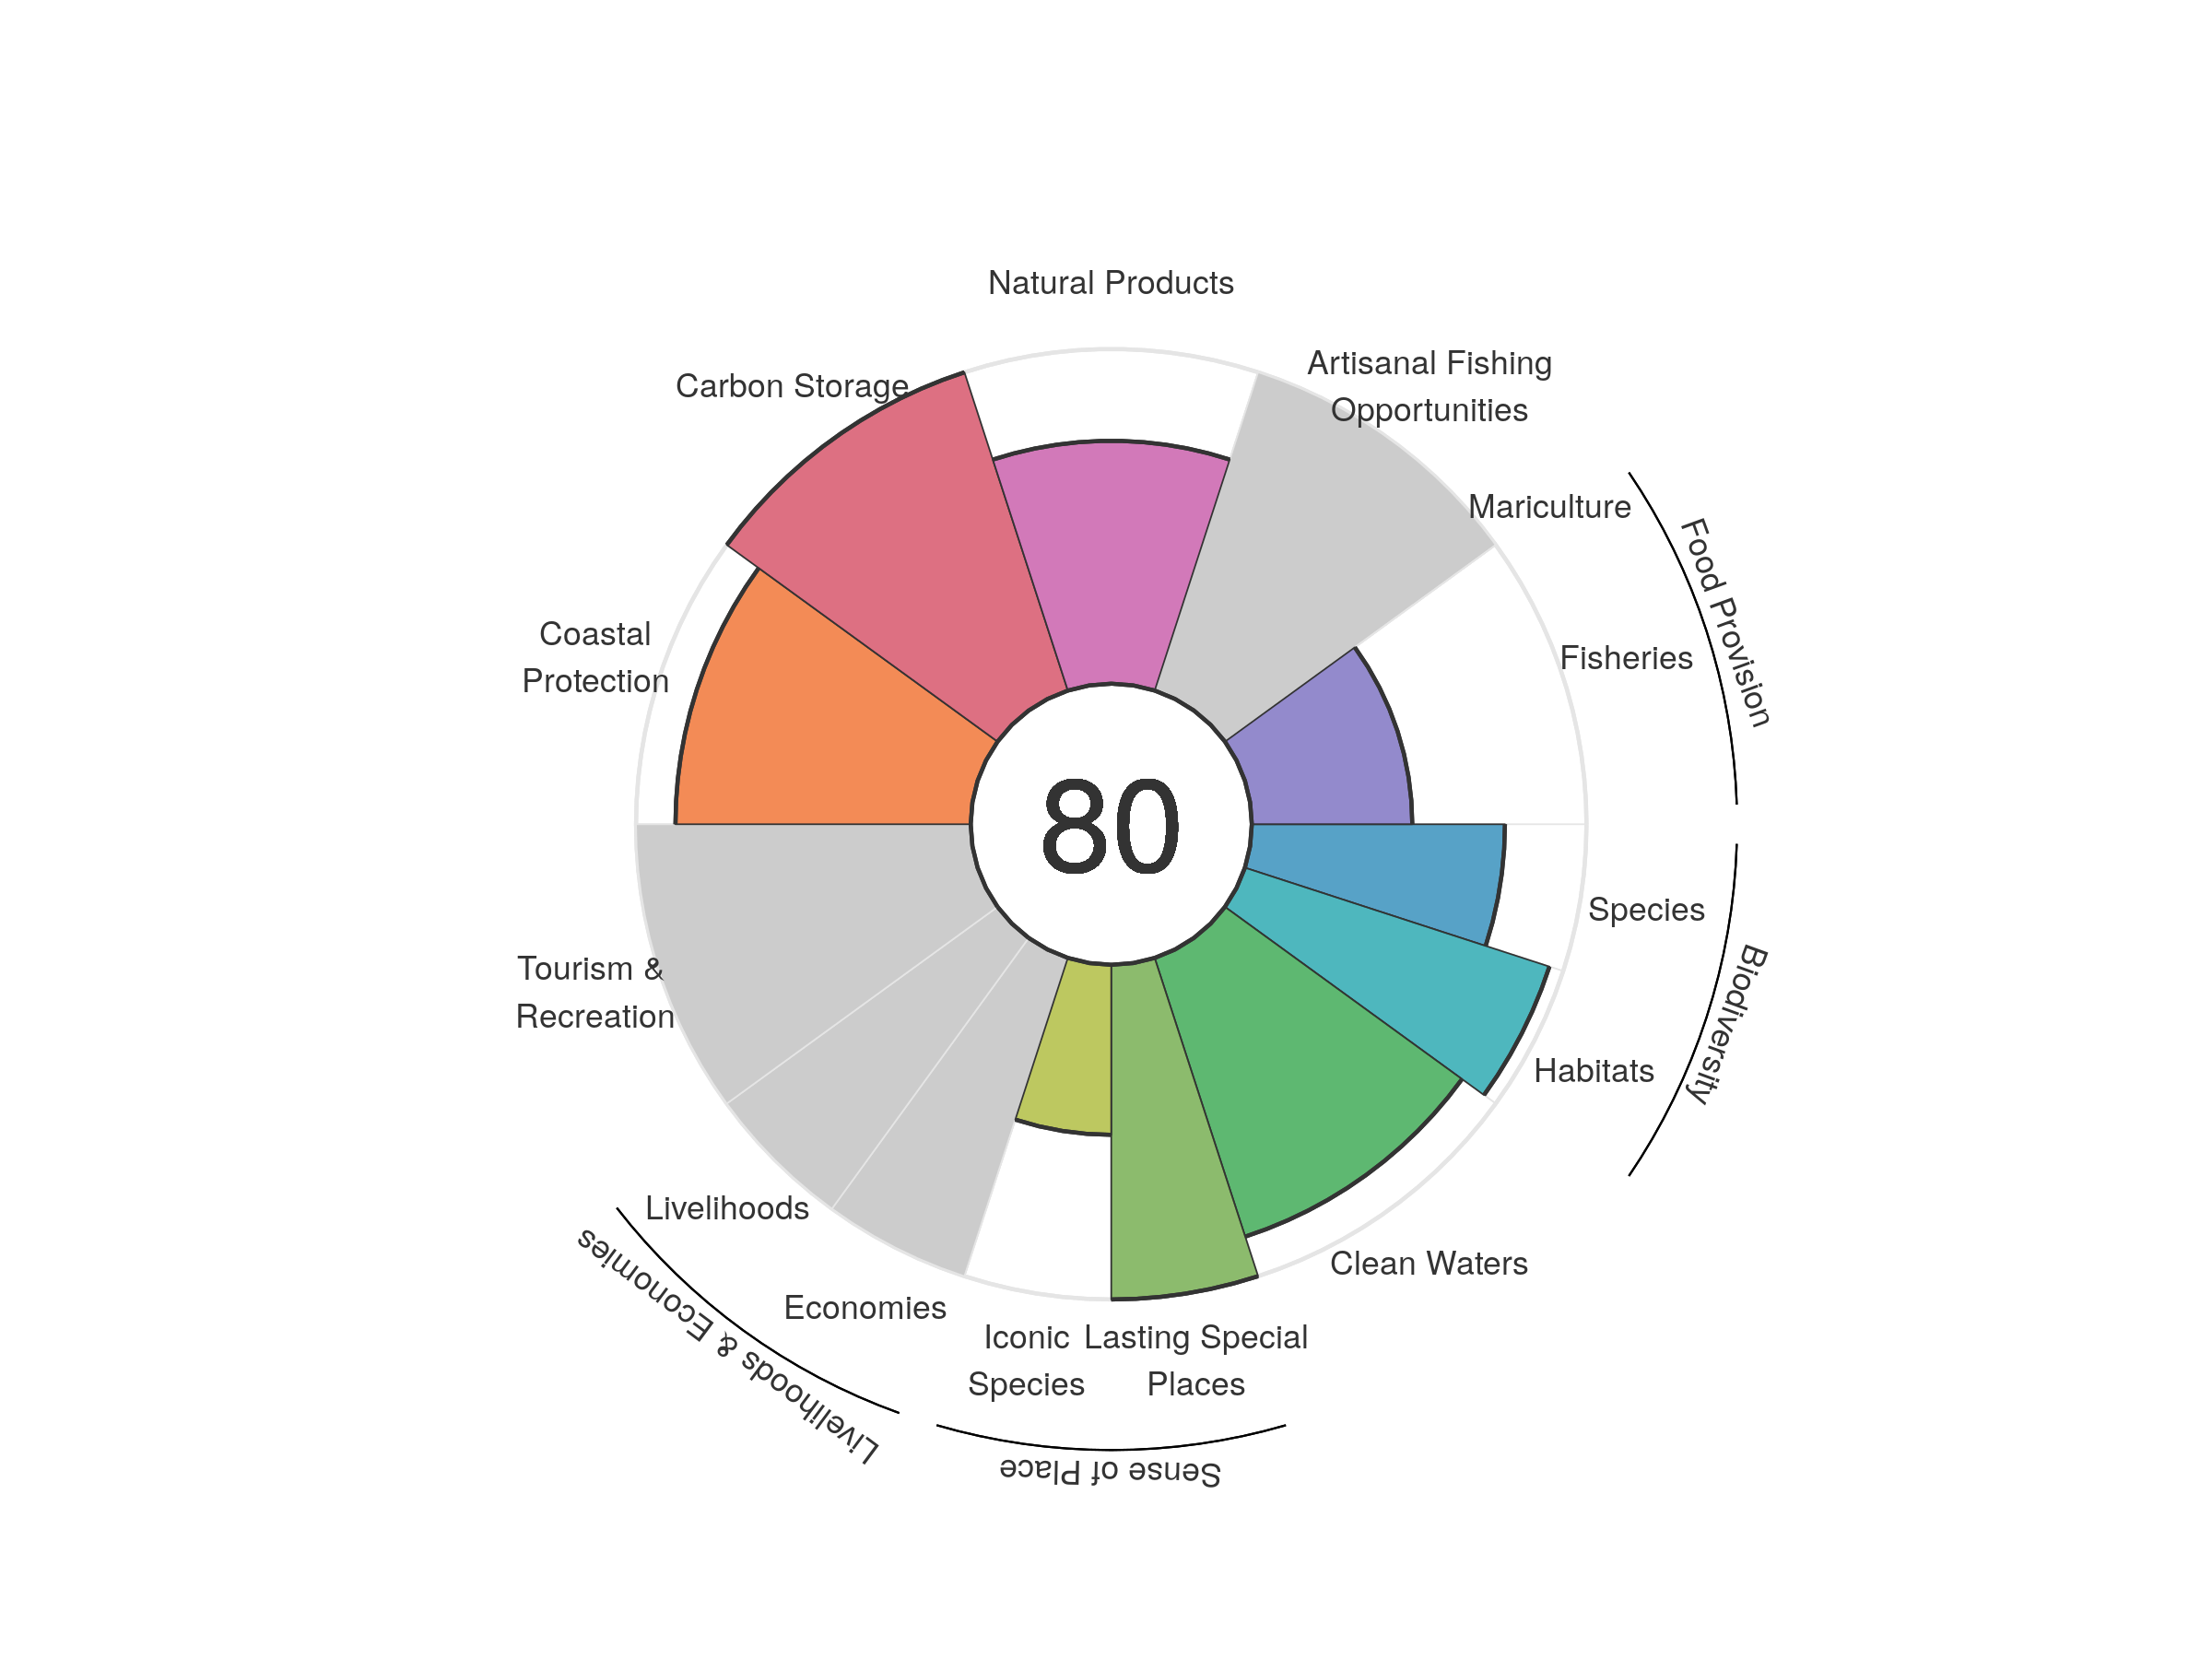 Natural Products
Artisanal Fishing
Opportunities
Carbon Storage
Mariculture
Food Provision
Fisheries
Coastal
Protection
80
Species
Biodiversity
Tourism &
Recreation
Habitats
Livelihoods
Livelihoods & Economies
Clean Waters
Economies
Iconic
Species
Lasting Special
Places
Sense of Place